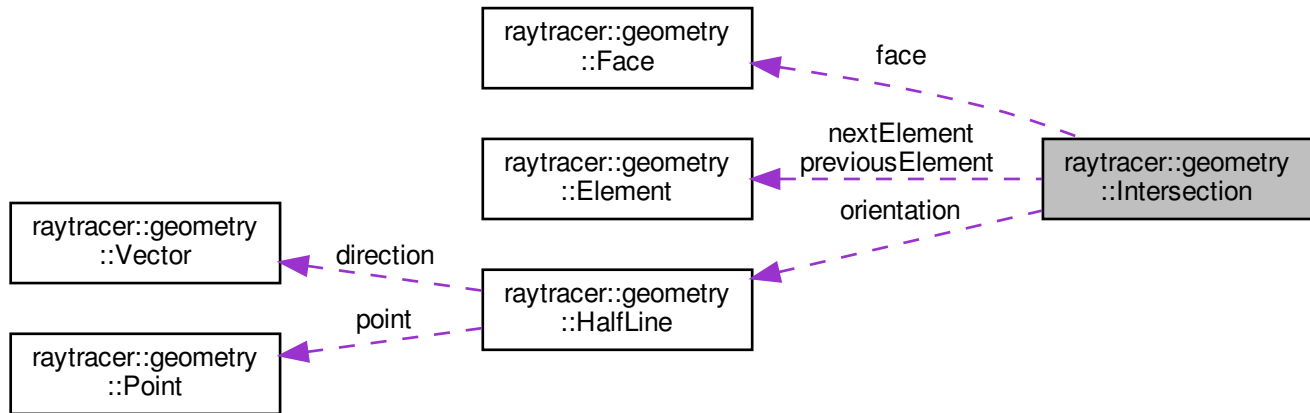 raytracer::geometry
::Face
face
nextElement
previousElement
raytracer::geometry
::Element
raytracer::geometry
::Intersection
orientation
raytracer::geometry
::Vector
direction
raytracer::geometry
::HalfLine
point
raytracer::geometry
::Point